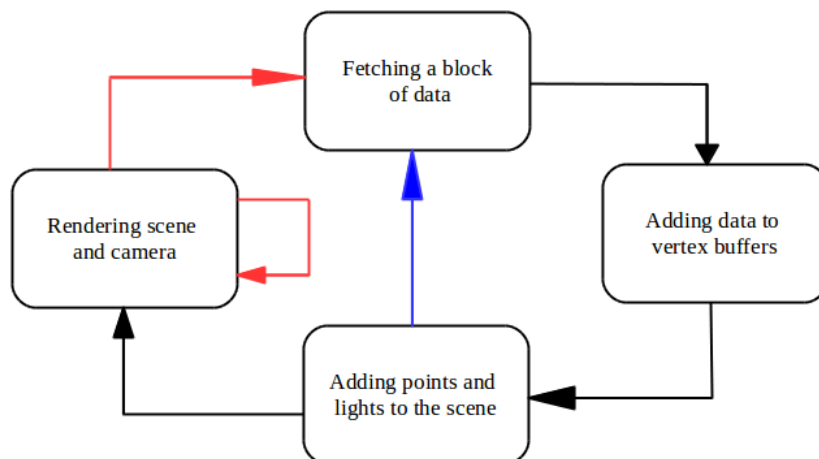 Fetching a block
of data
Adding data to
vertex buffers
Rendering scene
and camera
Adding points and
lights to the scene